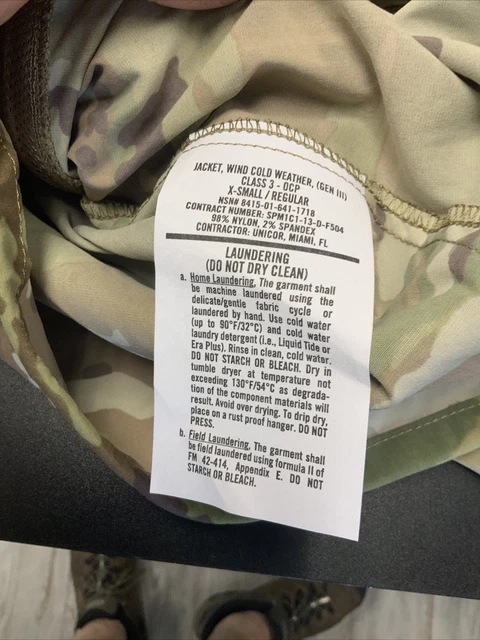 JACKET, WIND COLD WEATHER, (GEN III)
CLASS 3 - OCP
X-SMALL / REGULAR
NSN# 8415-01-641-1718
CONTRACT NUMBER: SPM1C1-13-D-F504
98% NYLON, 2% SPANDEX
CONTRACTOR: UNICOR, MIAMI, FL
LAUNDERING
(DO NOT DRY CLEAN)
a. Home Laundering, The garment shall
be machine laundered using the
delicate/gentle fabric cycle or
laundered by hand. Use cold water
(up to 90°F/32°C) and cold water
laundry detergent (i.e., Liquid Tide or
Era Plus). Rinse in clean, cold water.
DO NOT STARCH OR BLEACH. Dry in
tumble dryer at temperature not
exceeding 130°F/54°C as degrada-
tion of the component materials will
result. Avoid over drying. To drip dry,
place on a rust proof hanger. DO NOT
PRESS.
b. Field Laundering, The garment shall
be field laundered using formula II of
FM 42-414, Appendix E. DO NOT
STARCH OR BLEACH.